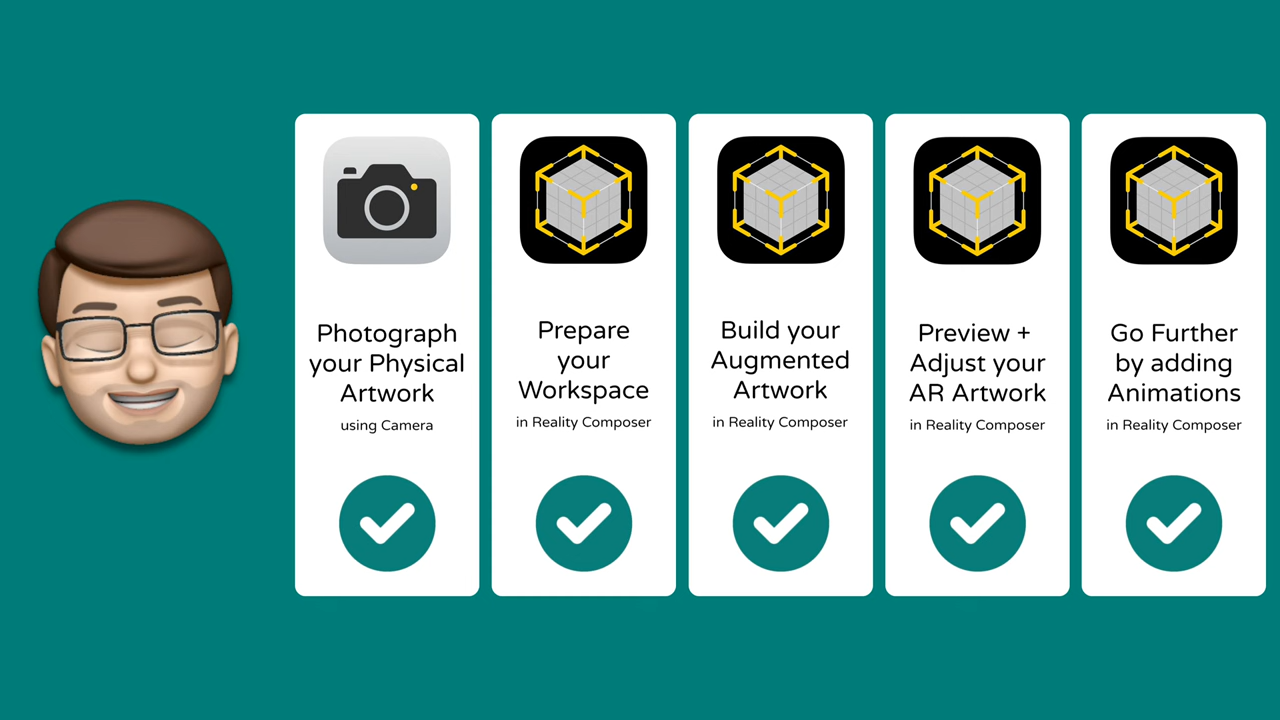 Photograph
your Physical
Artwork
using Camera
Prepare
your
Workspace
in Reality Composer
Build your
Augmented
Artwork
in Reality Composer
Preview +
Adjust your
AR Artwork
in Reality Composer
Go Further
by adding
Animations
in Reality Composer